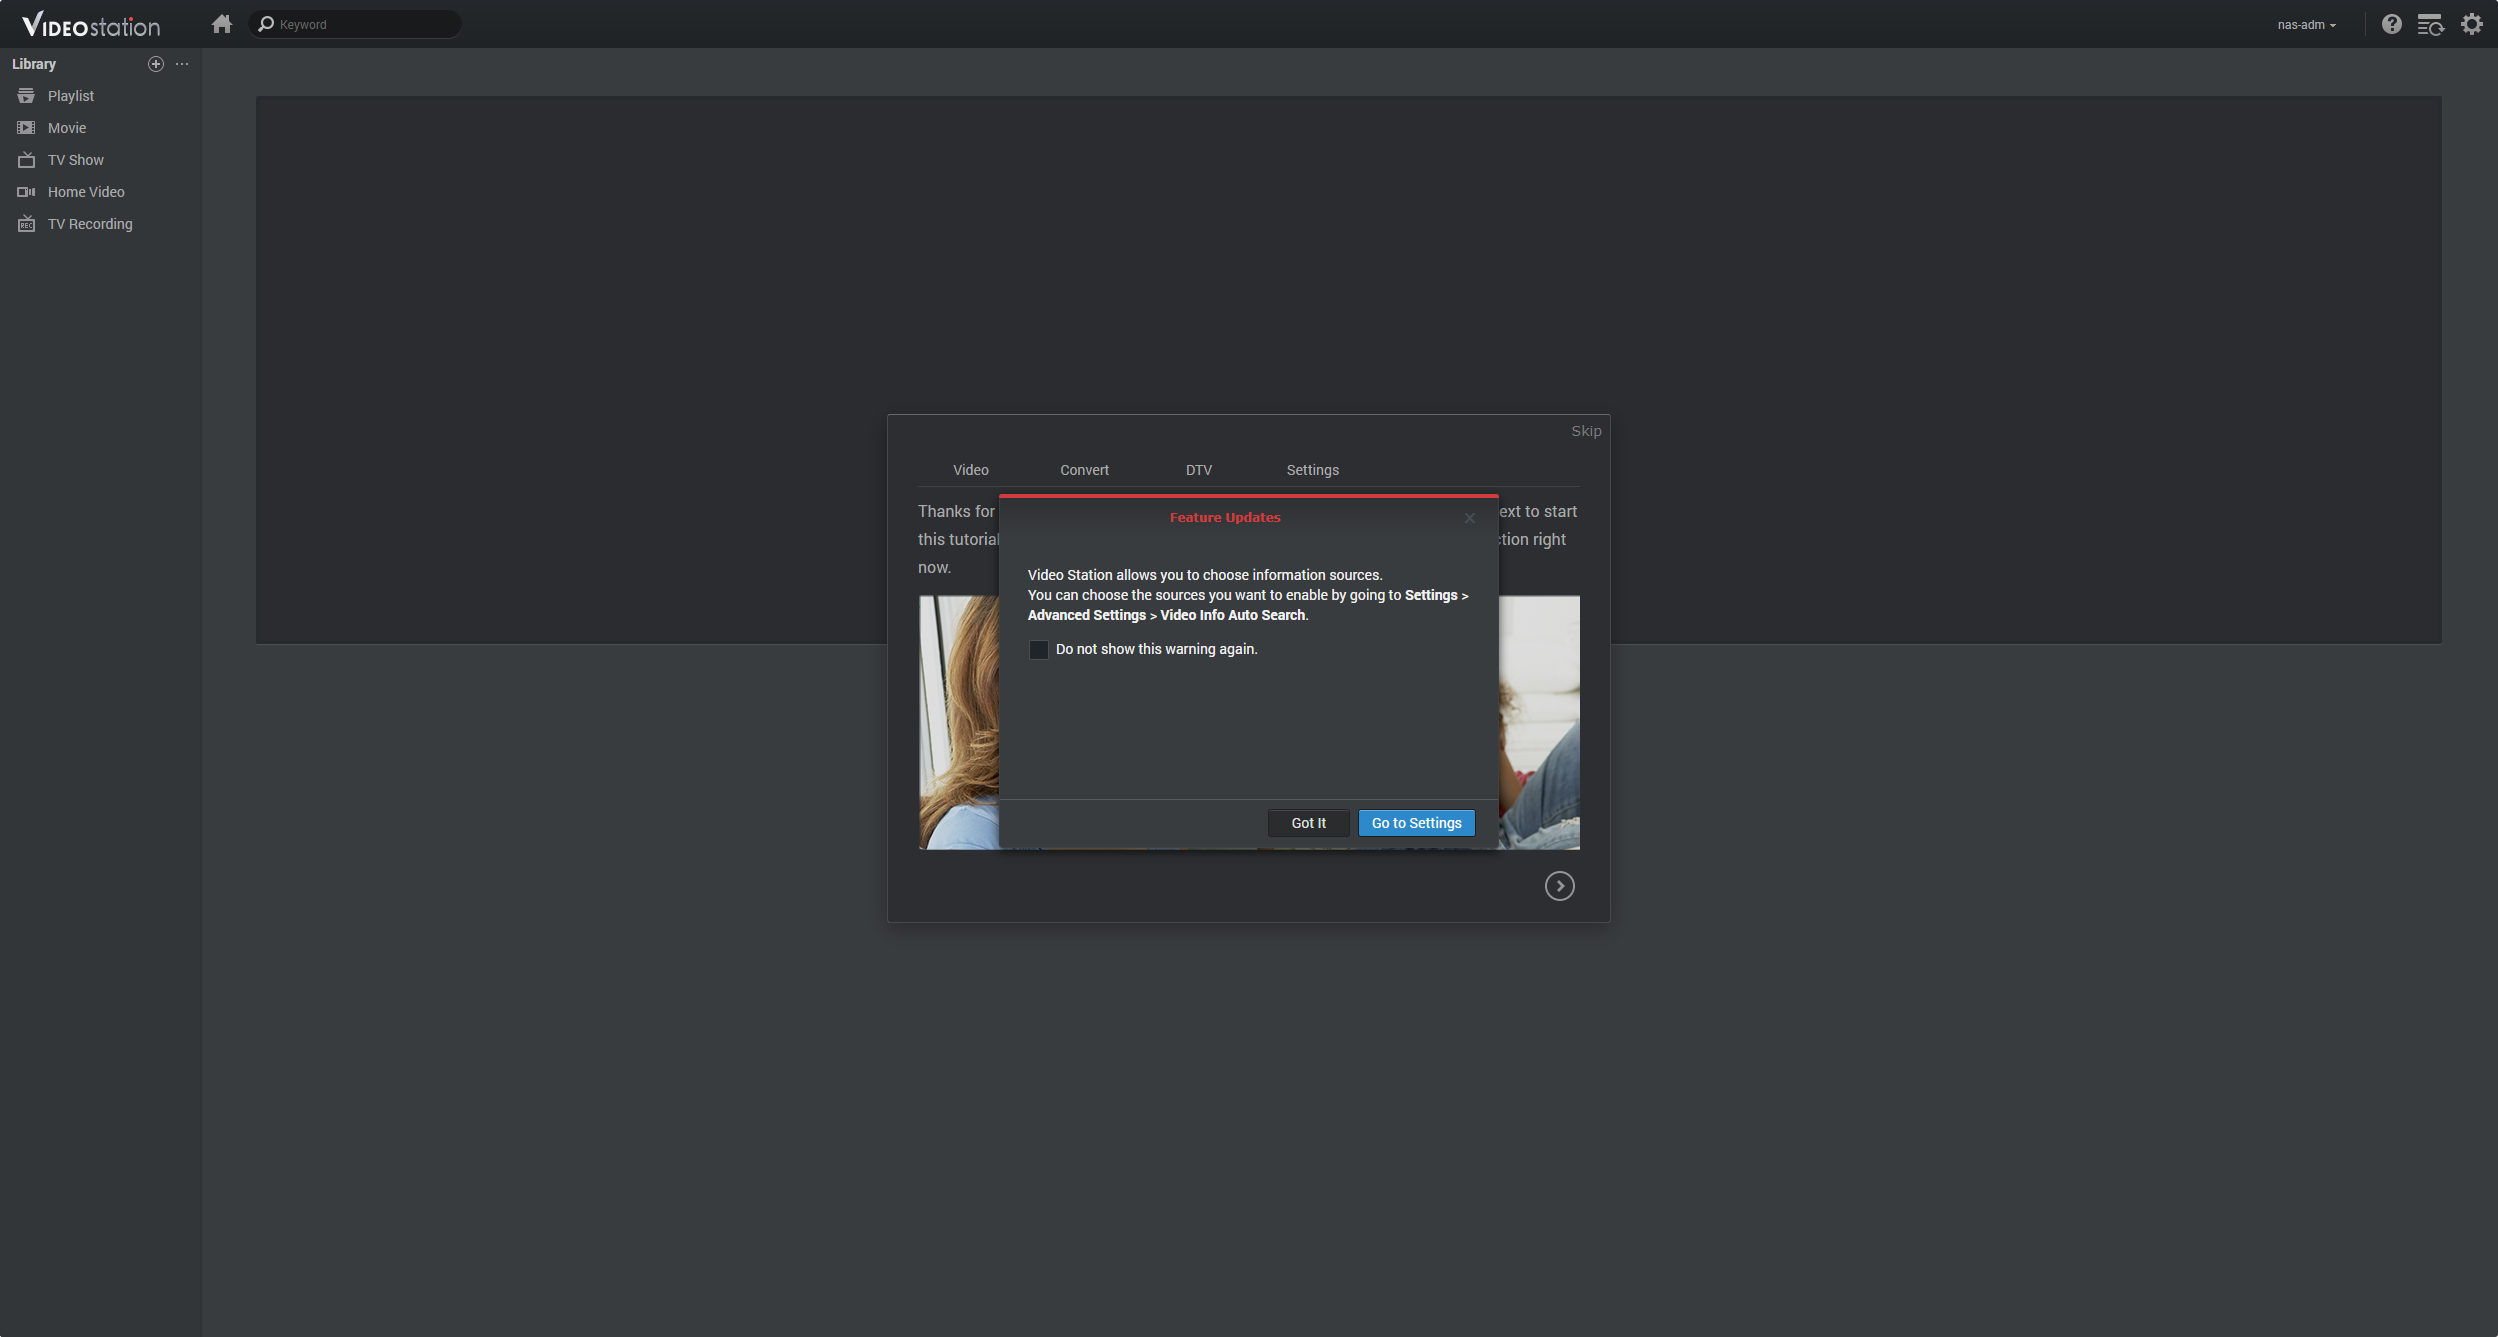 VIDEOstation
Keyword
nas-adm
Library
Playlist
Movie
TV Show
Home Video
REC
TV Recording
Skip
Video Convert DTV Settings
Thanks for
ext to start
this tutorial
ction right
now.
Feature Updates
Video Station allows you to choose information sources.
You can choose the sources you want to enable by going to Settings >
Advanced Settings > Video Info Auto Search.
Do not show this warning again.
Got It
Go to Settings